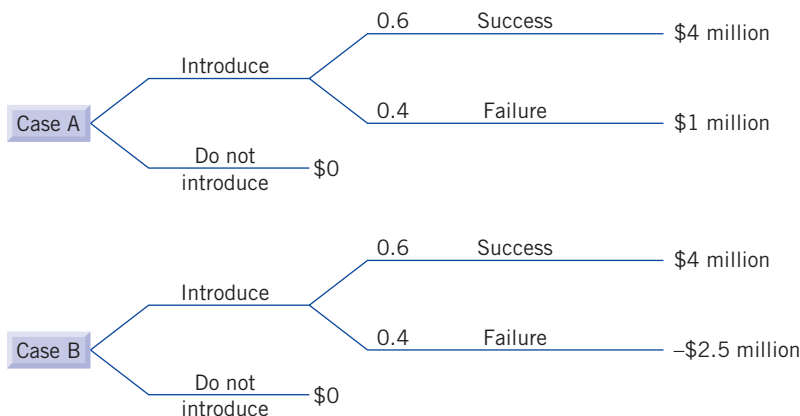 0.6 Success $4 million
Introduce
Case A 0.4 Failure $1 million
Do not
introduce $0
0.6 Success $4 million
Introduce
Case B 0.4 Failure –$2.5 million
Do not
introduce $0